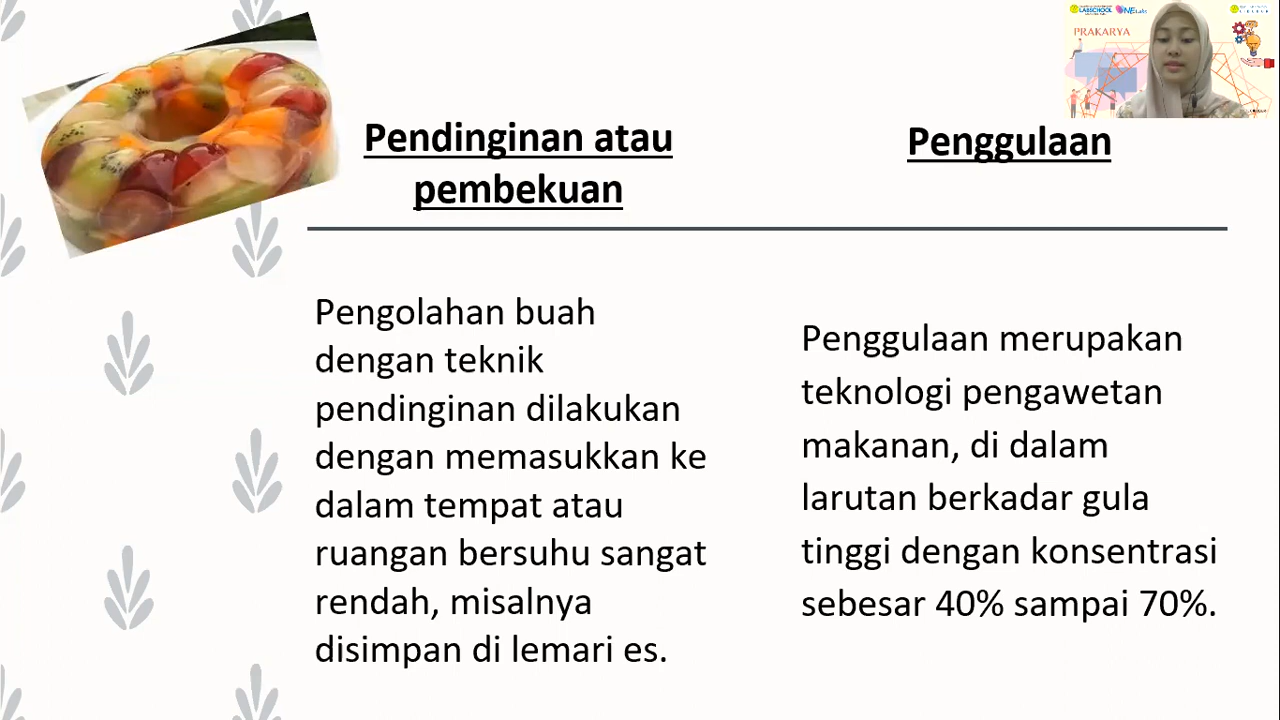 LABSCHOOL
PRAKARYA
Pendinginan atau
pembekuan
Penggulaan
Pengolahan buah
dengan teknik
pendinginan dilakukan
dengan memasukkan ke
dalam tempat atau
ruangan bersuhu sangat
rendah, misalnya
disimpan di lemari es.
Penggulaan merupakan
teknologi pengawetan
makanan, di dalam
larutan berkadar gula
tinggi dengan konsentrasi
sebesar 40% sampai 70%.